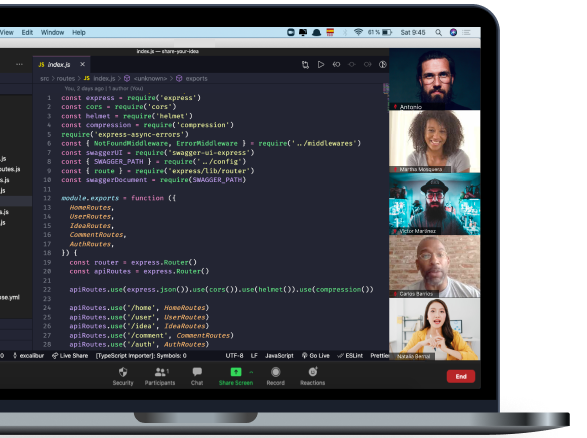 View Edit Window Help
61% Sat 9:45
index.js — share-your-idea
JS index.js ×
src > routes > JS index.js > <unknown> > exports
You, 2 days ago | 1 author (You)
1 const express = require('express')
2 const cors = require('cors')
3 const helmet = require('helmet')
4 const compression = require('compression')
5 require('express-async-errors')
6 const { NotFoundMiddleware, ErrorMiddleware } = require('../middlewares')
7 const swaggerUI = require('swagger-ui-express')
8 const { SWAGGER_PATH } = require('../config')
9 const { route } = require('express/lib/router')
10 const swaggerDocument = require(SWAGGER_PATH)
11
12 module.exports = function ({
13 HomeRoutes,
14 UserRoutes,
15 IdeaRoutes,
16 CommentRoutes,
17 AuthRoutes,
18 }) {
19 const router = express.Router()
20 const apiRoutes = express.Router()
21
22 apiRoutes.use(express.json()).use(cors()).use(helmet()).use(compression())
23
24 apiRoutes.use('/home', HomeRoutes)
25 apiRoutes.use('/user', UserRoutes)
26 apiRoutes.use('/idea', IdeaRoutes)
27 apiRoutes.use('/comment', CommentRoutes)
28 apiRoutes.use('/auth', AuthRoutes)
.js
outes.js
s.js
.js
s.js
.js
ose.yml
Antonio
Martha Mosquera
Victor Martinez
Carlos Barrios
Natalia Bernal
0 excalibur Live Share [TypeScript Importer]: Symbols: 0 UTF-8 LF JavaScript Go Live ESLint Prettier
Security Participants 1 Chat Share Screen Record Reactions End